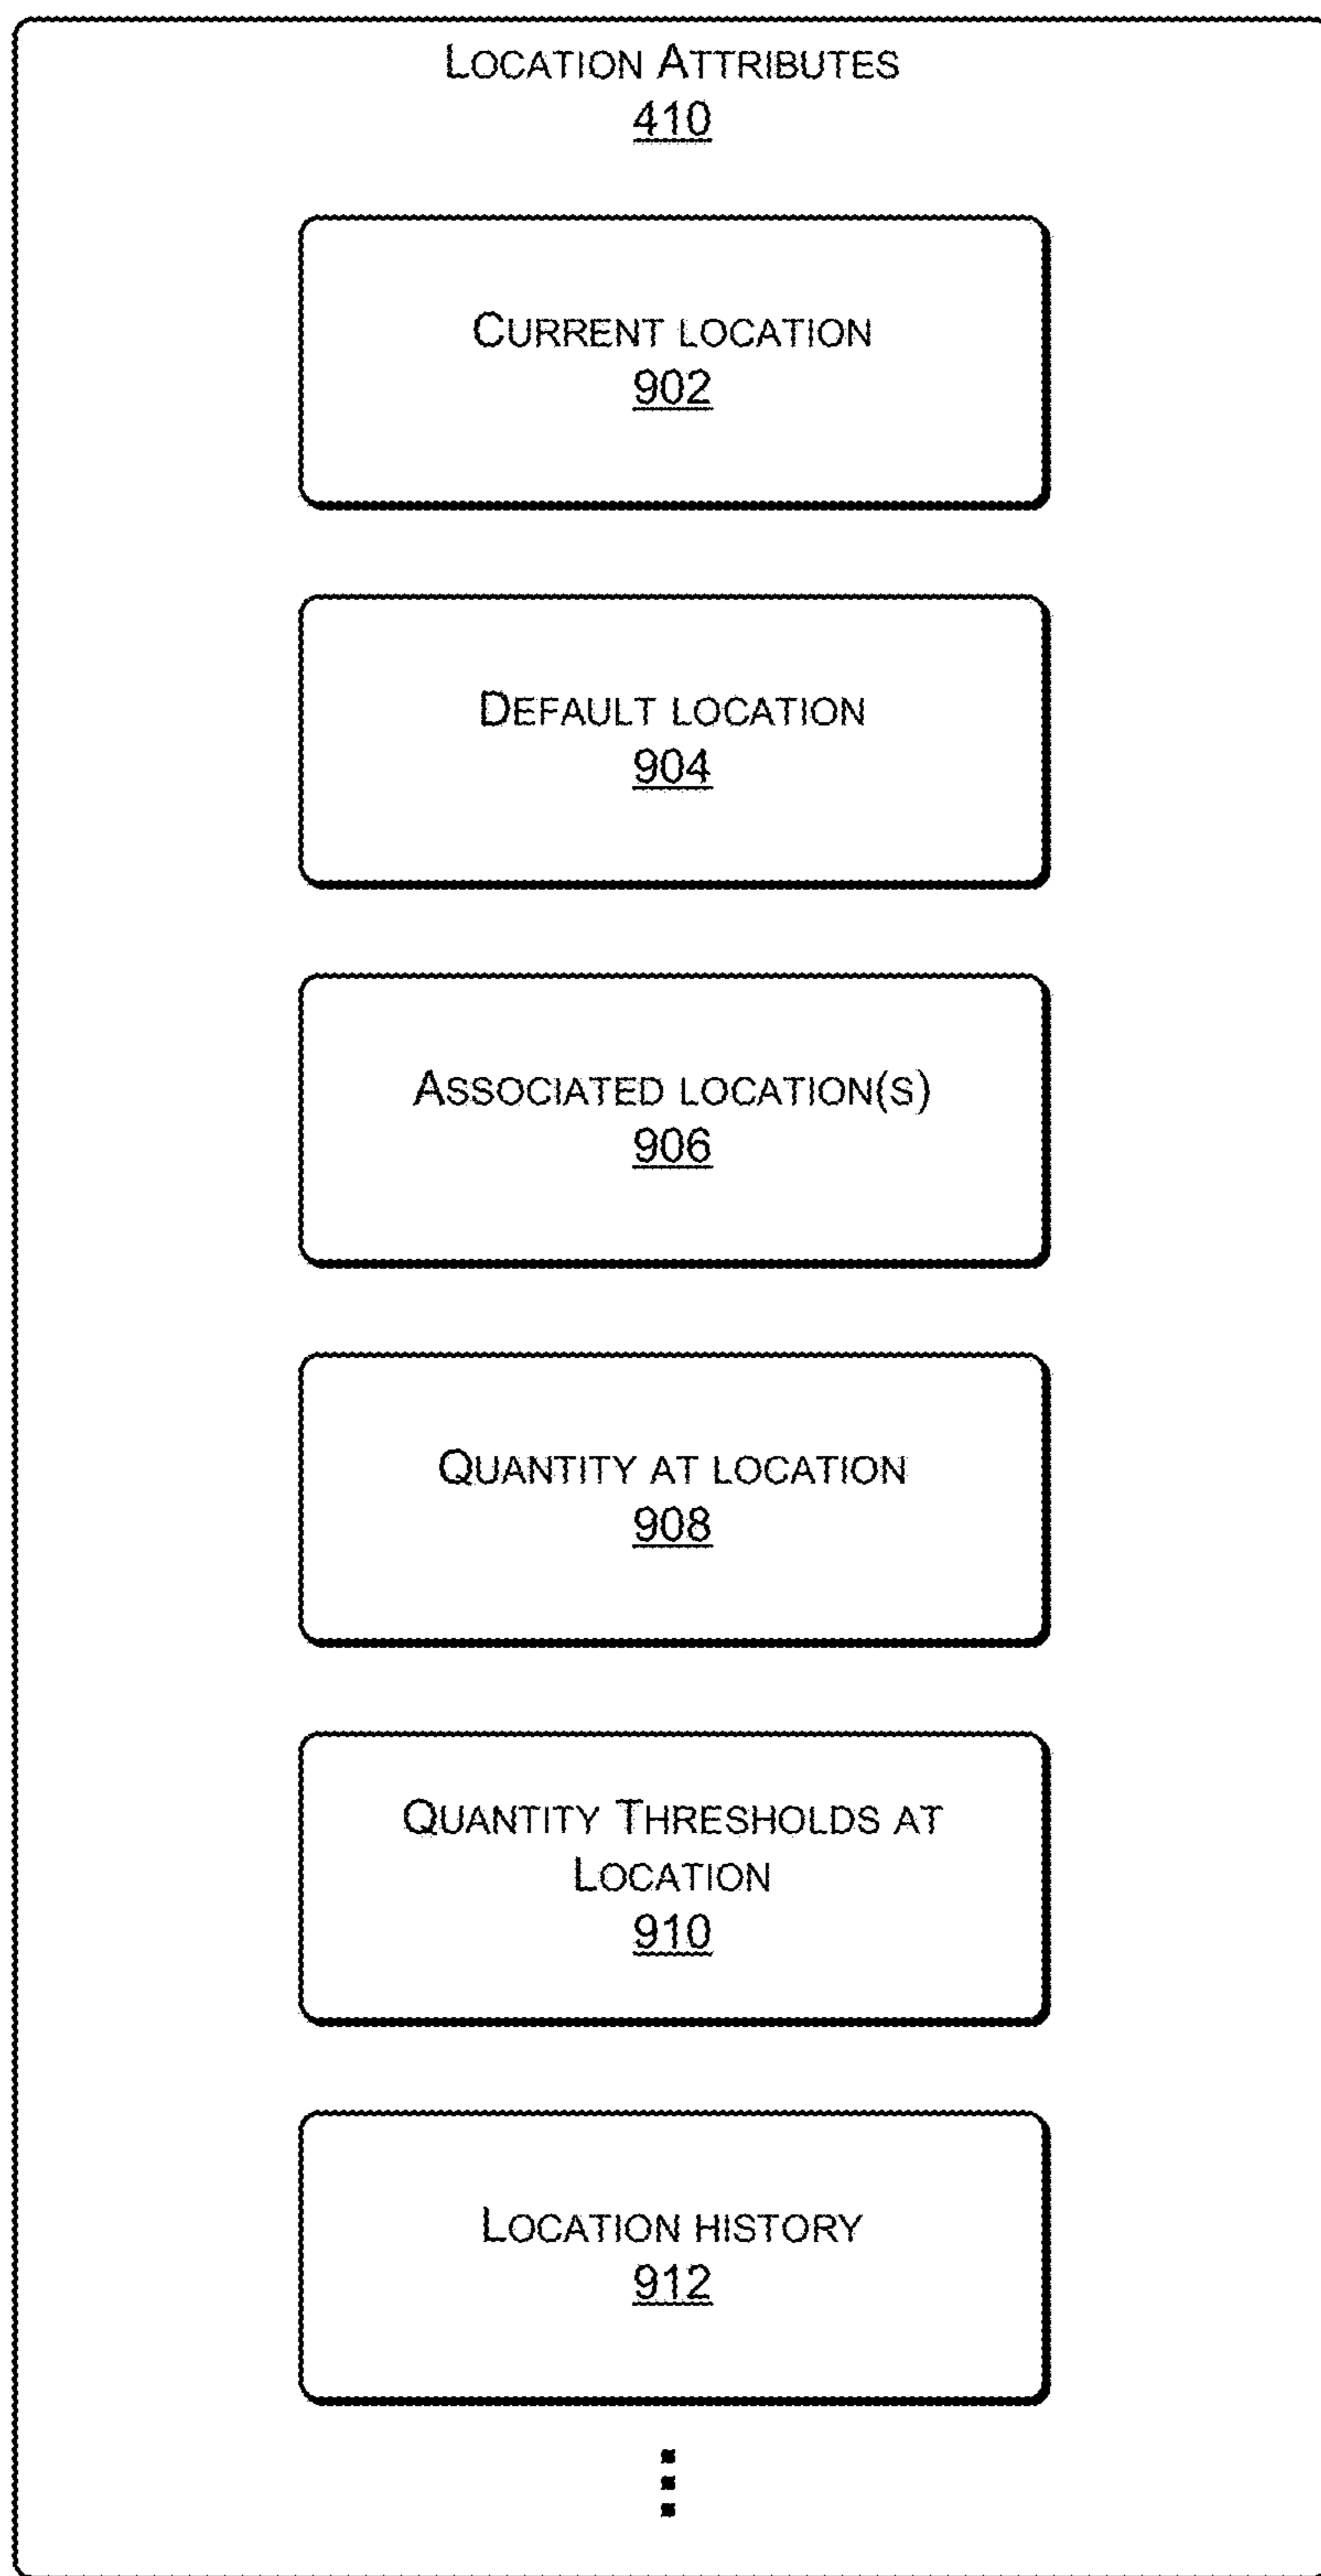 LOCATION ATTRIBUTES
410
CURRENT LOCATION
902
DEFAULT LOCATION
904
ASSOCIATED LOCATION(S)
906
QUANTITY AT LOCATION
908
QUANTITY THRESHOLDS AT
LOCATION
910
LOCATION HISTORY
912